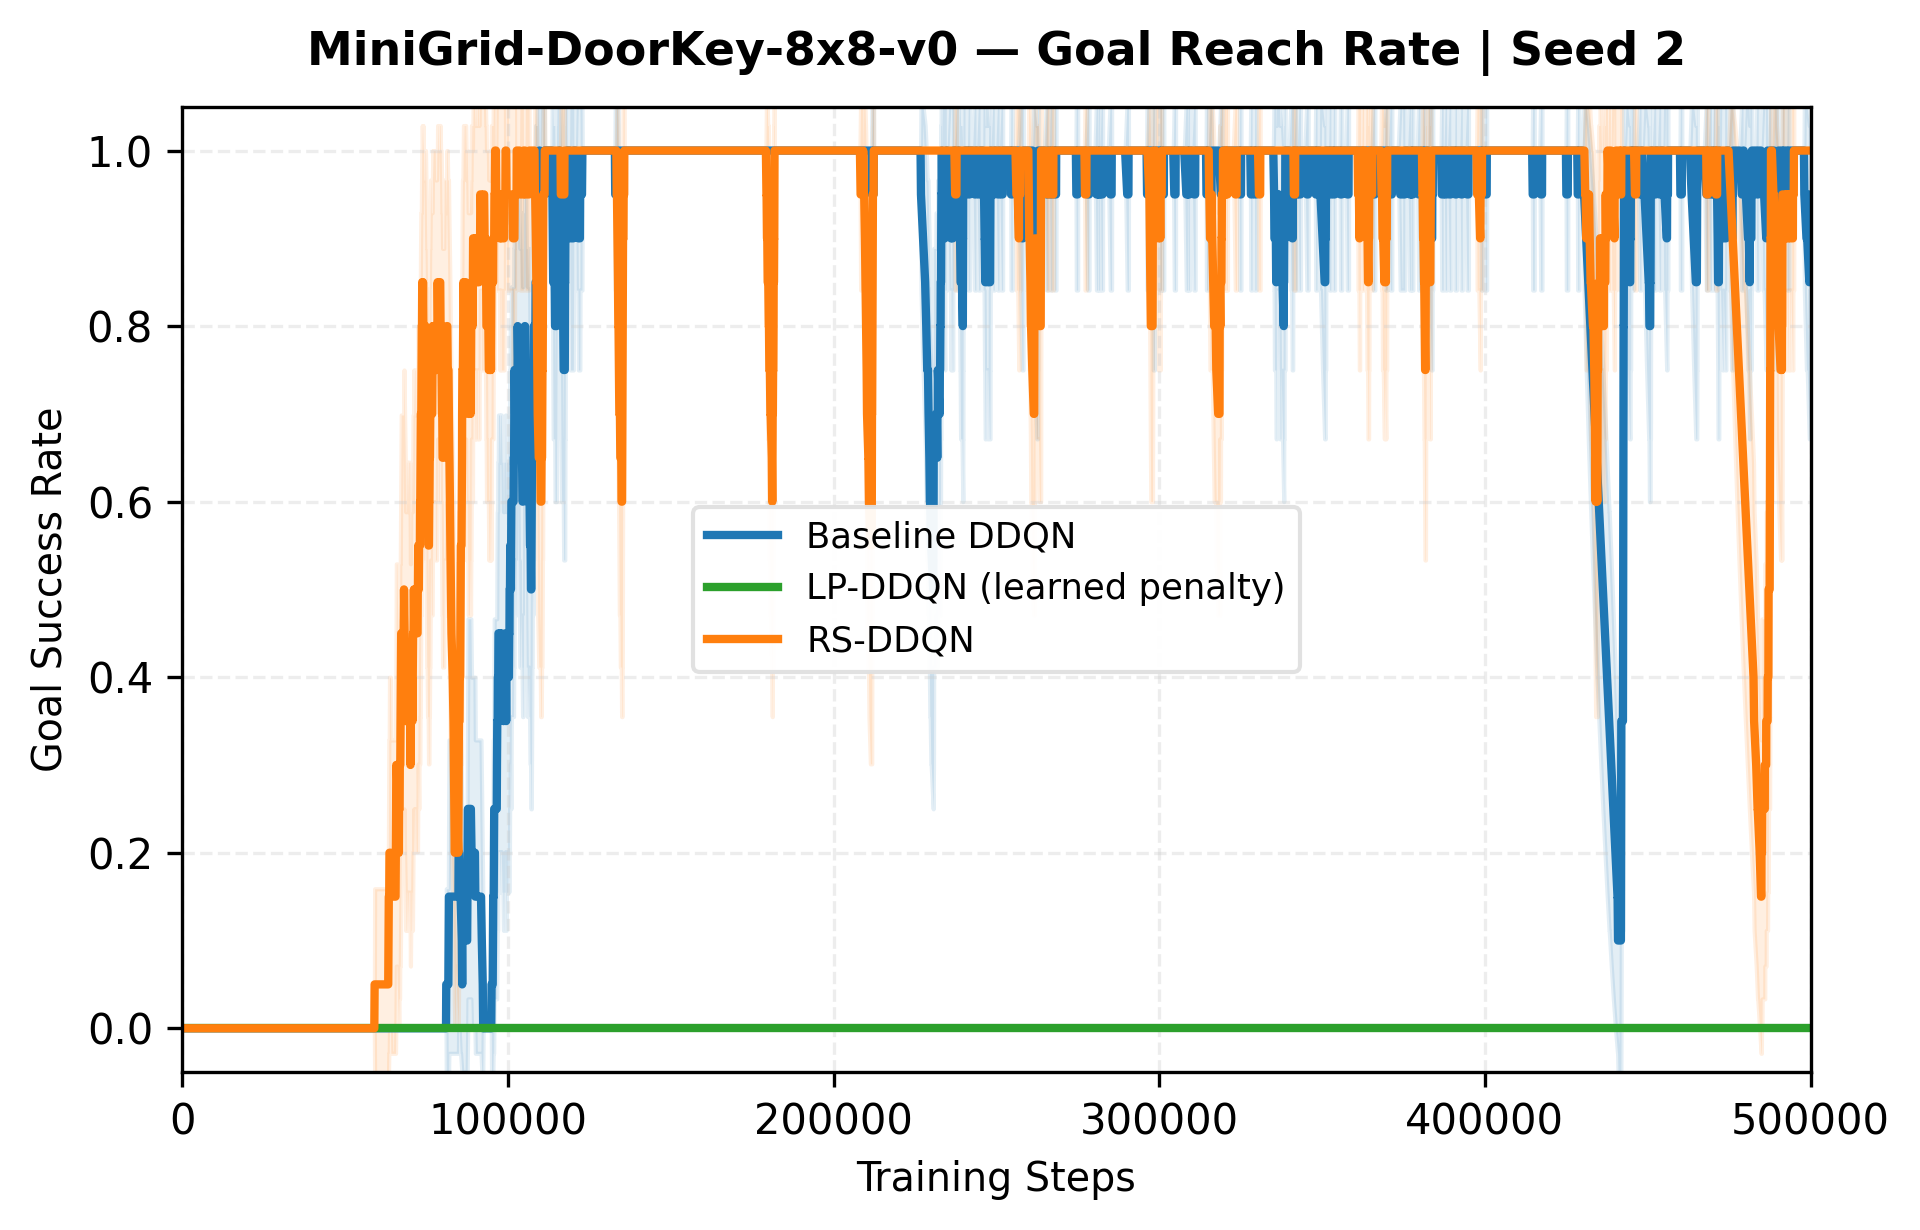 MiniGrid-DoorKey-8x8-v0 — Goal Reach Rate | Seed 2
Goal Success Rate
1.0
0.8
0.6
0.4
0.2
0.0
Baseline DDQN
LP-DDQN (learned penalty)
RS-DDQN
0 100000 200000 300000 400000 500000
Training Steps